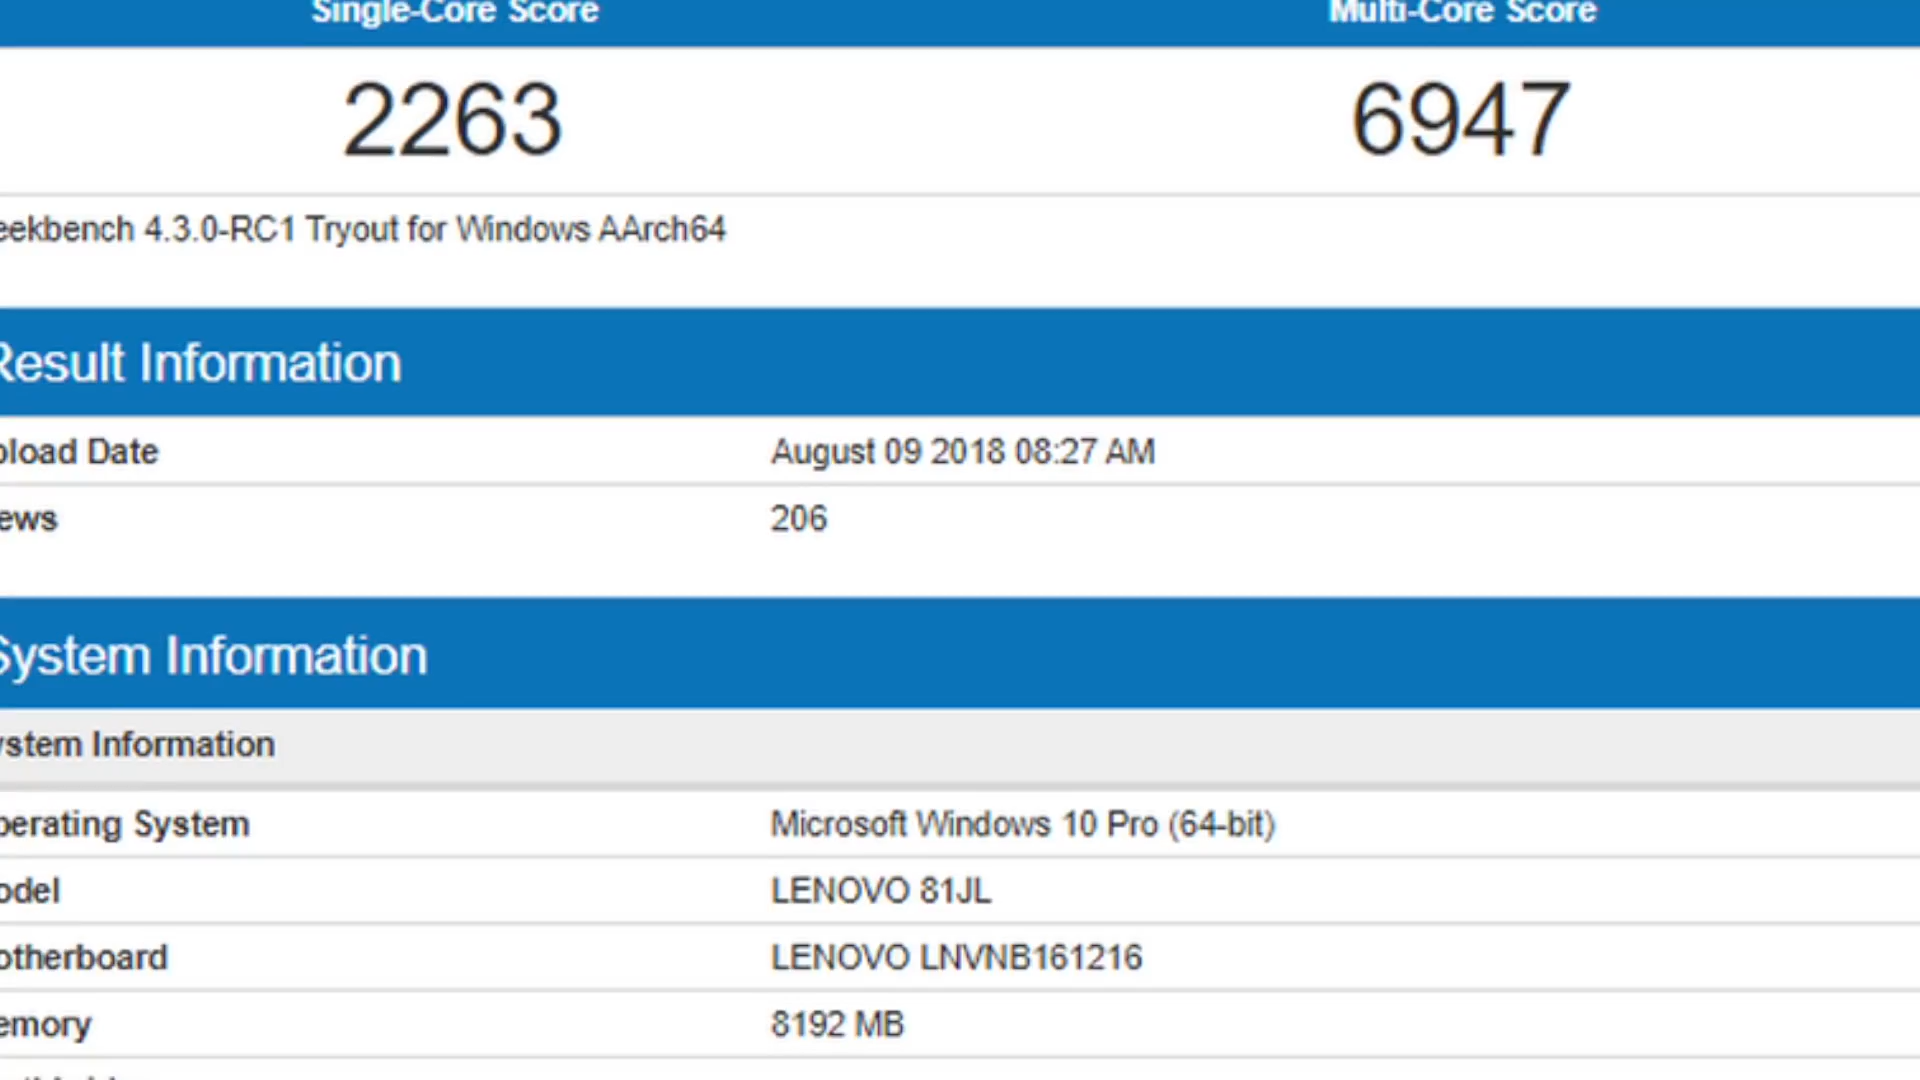 Single-Core Score Multi-Core Score
2263 6947
eekbench 4.3.0-RC1 Tryout for Windows AArch64
Result Information
pload Date August 09 2018 08:27 AM
iews 206
System Information
ystem Information
perating System Microsoft Windows 10 Pro (64-bit)
odel LENOVO 81JL
otherboard LENOVO LNVNB161216
emory 8192 MB